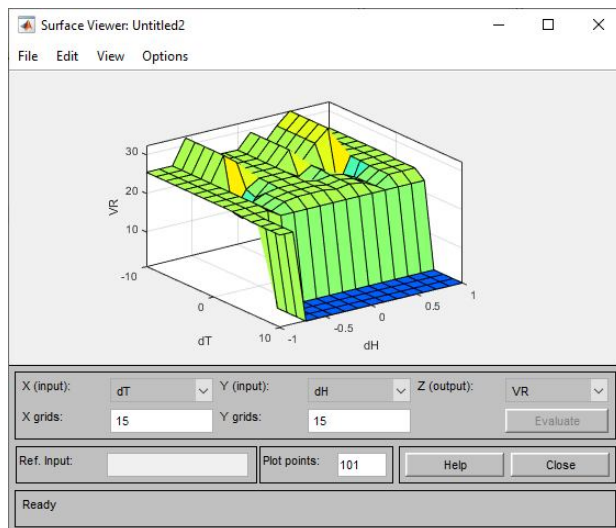 Surface Viewer: Untitled2
File Edit View Options
30
20
10
VR
-10
0
10
dT
-1
-0.5
0
0.5
1
dH
X (input): dT Y (input): dH Z (output): VR
X grids: 15 Y grids: 15 Evaluate
Ref. Input: Plot points: 101 Help Close
Ready